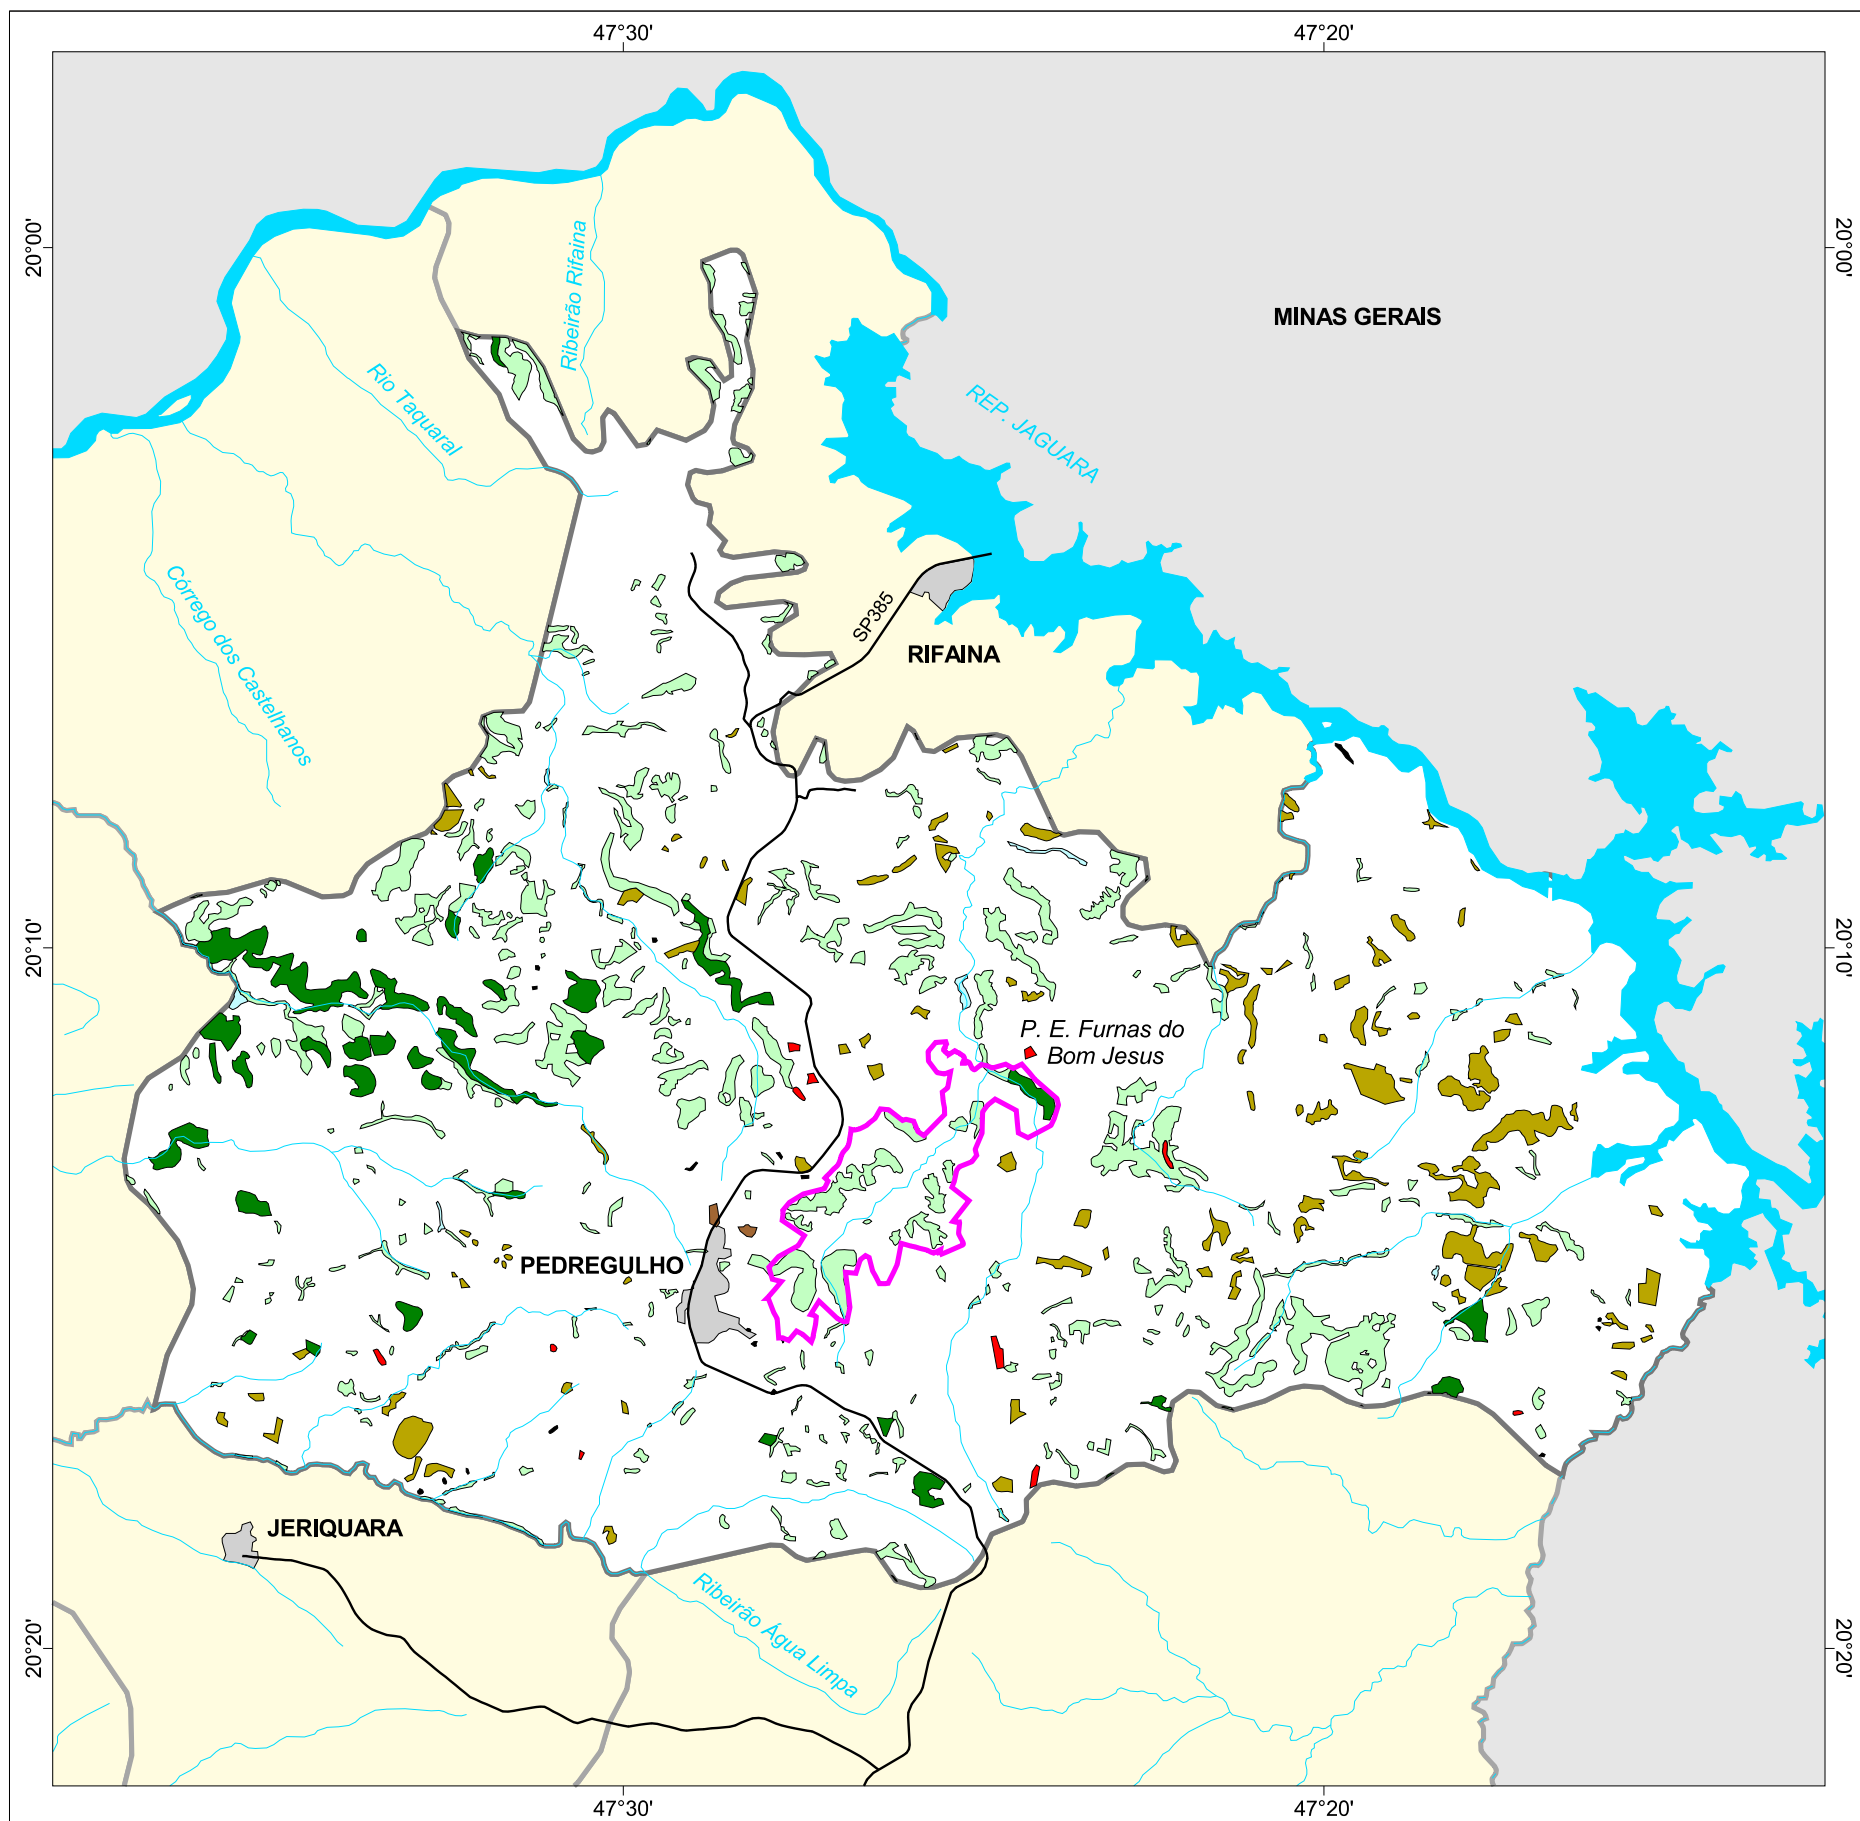 47°30'
47°20'
20°00'
20°00'
Ribeirão Rifaina
MINAS GERAIS
Rio Taquaral
REP. JAGUARA
Córrego dos Castelhanos
SP385
RIFAINA
20°10'
20°10'
P. E. Furnas do
Bom Jesus
PEDREGULHO
JERIQUARA
Ribeirão Água Limpa
20°20'
20°20'
47°30'
47°20'